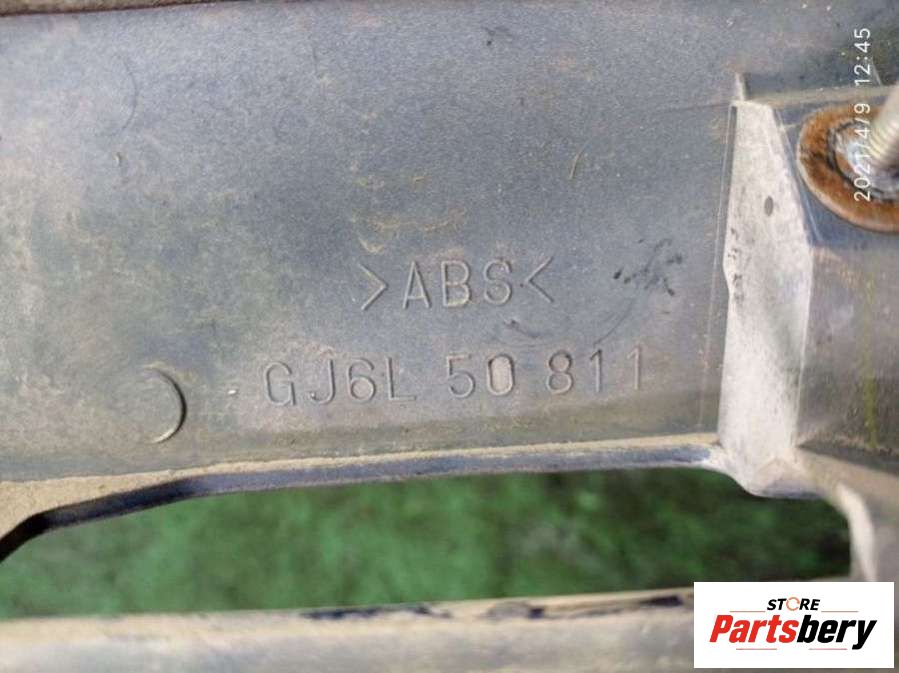 2021/4/9 12:45
>ABS<
GJ6L 50 811
STORE
Partsbery